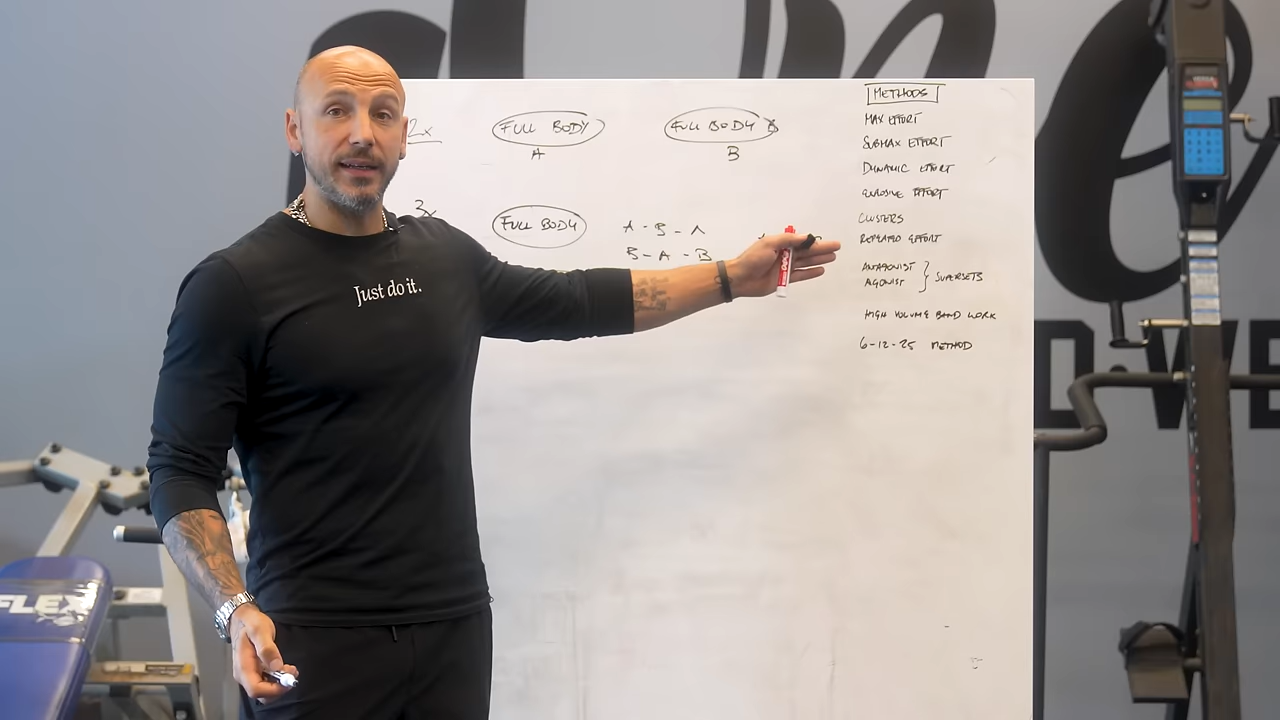 2x
FULL BODY
A
FULL BODY
B
3x
FULL BODY
A - B - A
B - A - B
METHODS
MAX EFFORT
SUBMAX EFFORT
DYNAMIC EFFORT
EXPLOSIVE EFFORT
CLUSTERS
REPEATED EFFORT
ANTAGONIST
AGONIST
SUPERSETS
HIGH VOLUME BAND WORK
6-12-25 METHOD
Just do it.
FLEX